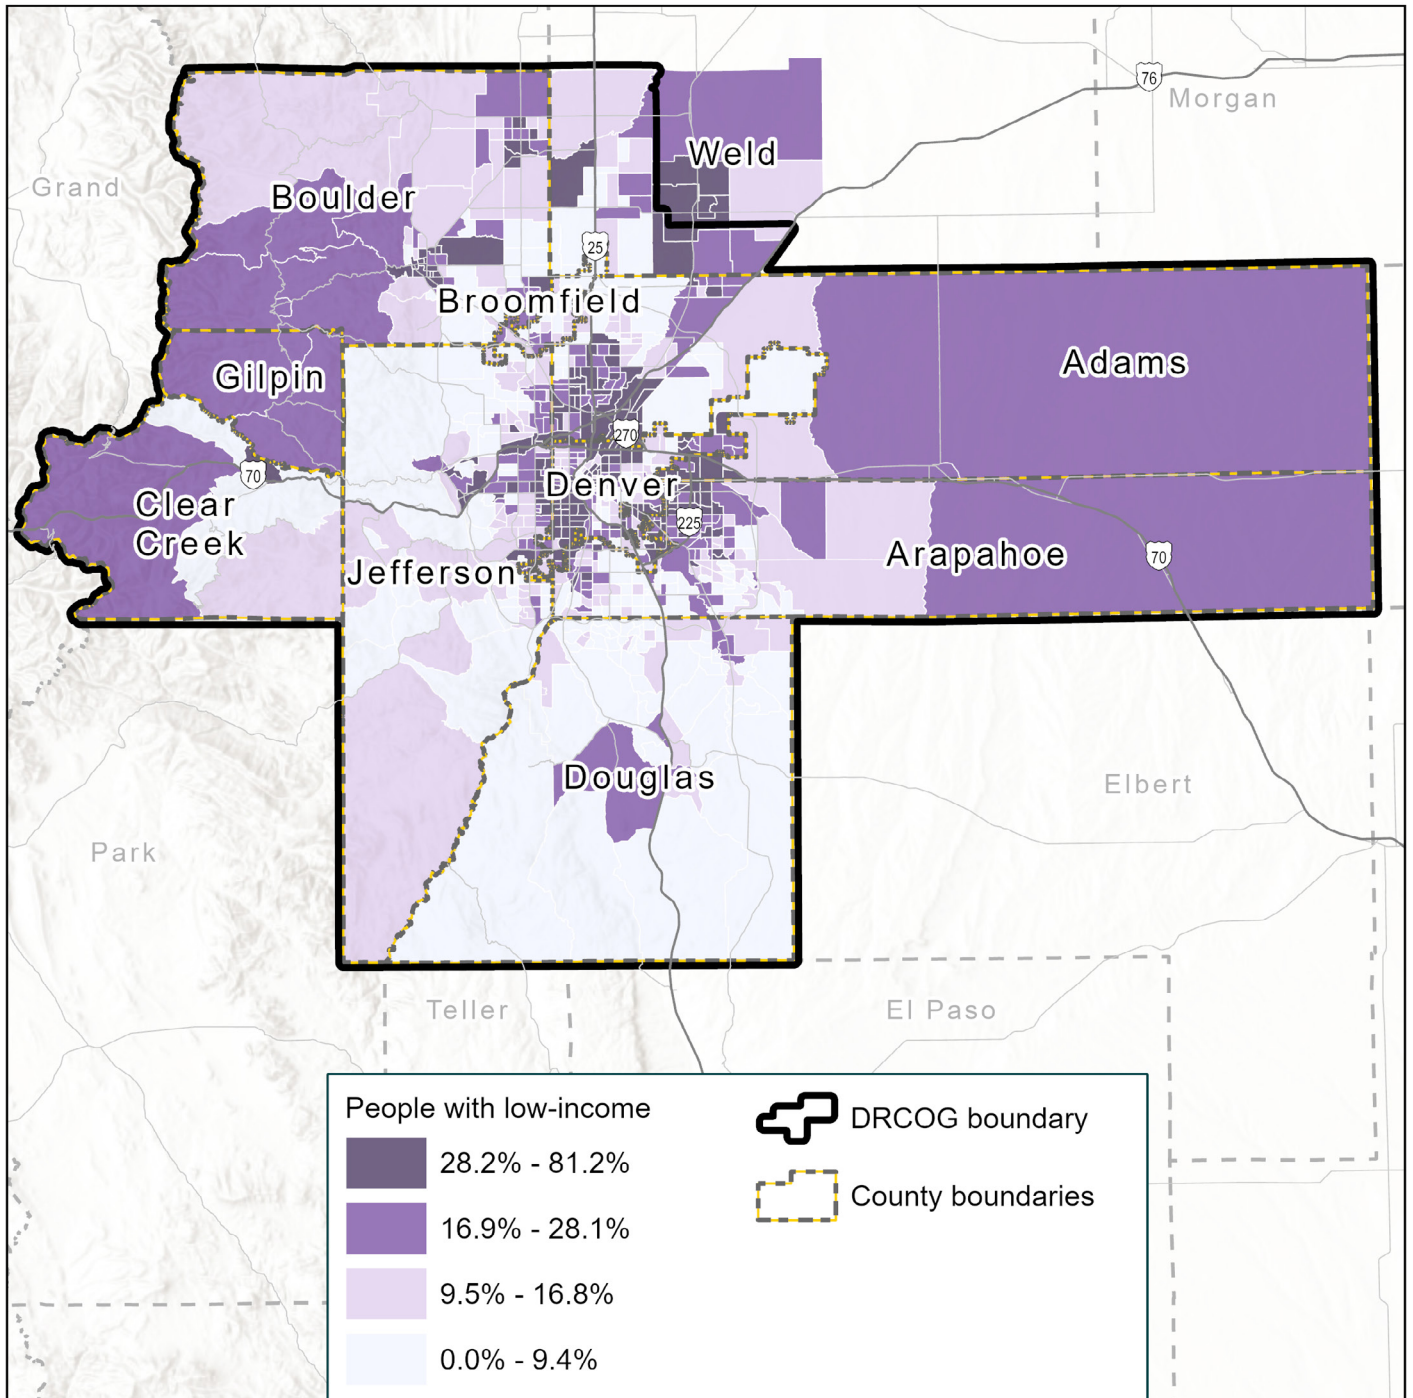 76
Morgan
Weld
Grand
Boulder
25
Broomfield
Adams
Gilpin
270
70
Denver
Clear
Creek
225
Arapahoe
70
Jefferson
Douglas
Elbert
Park
Teller
El Paso
People with low-income
28.2% - 81.2%
16.9% - 28.1%
9.5% - 16.8%
0.0% - 9.4%
DRCOG boundary
County boundaries